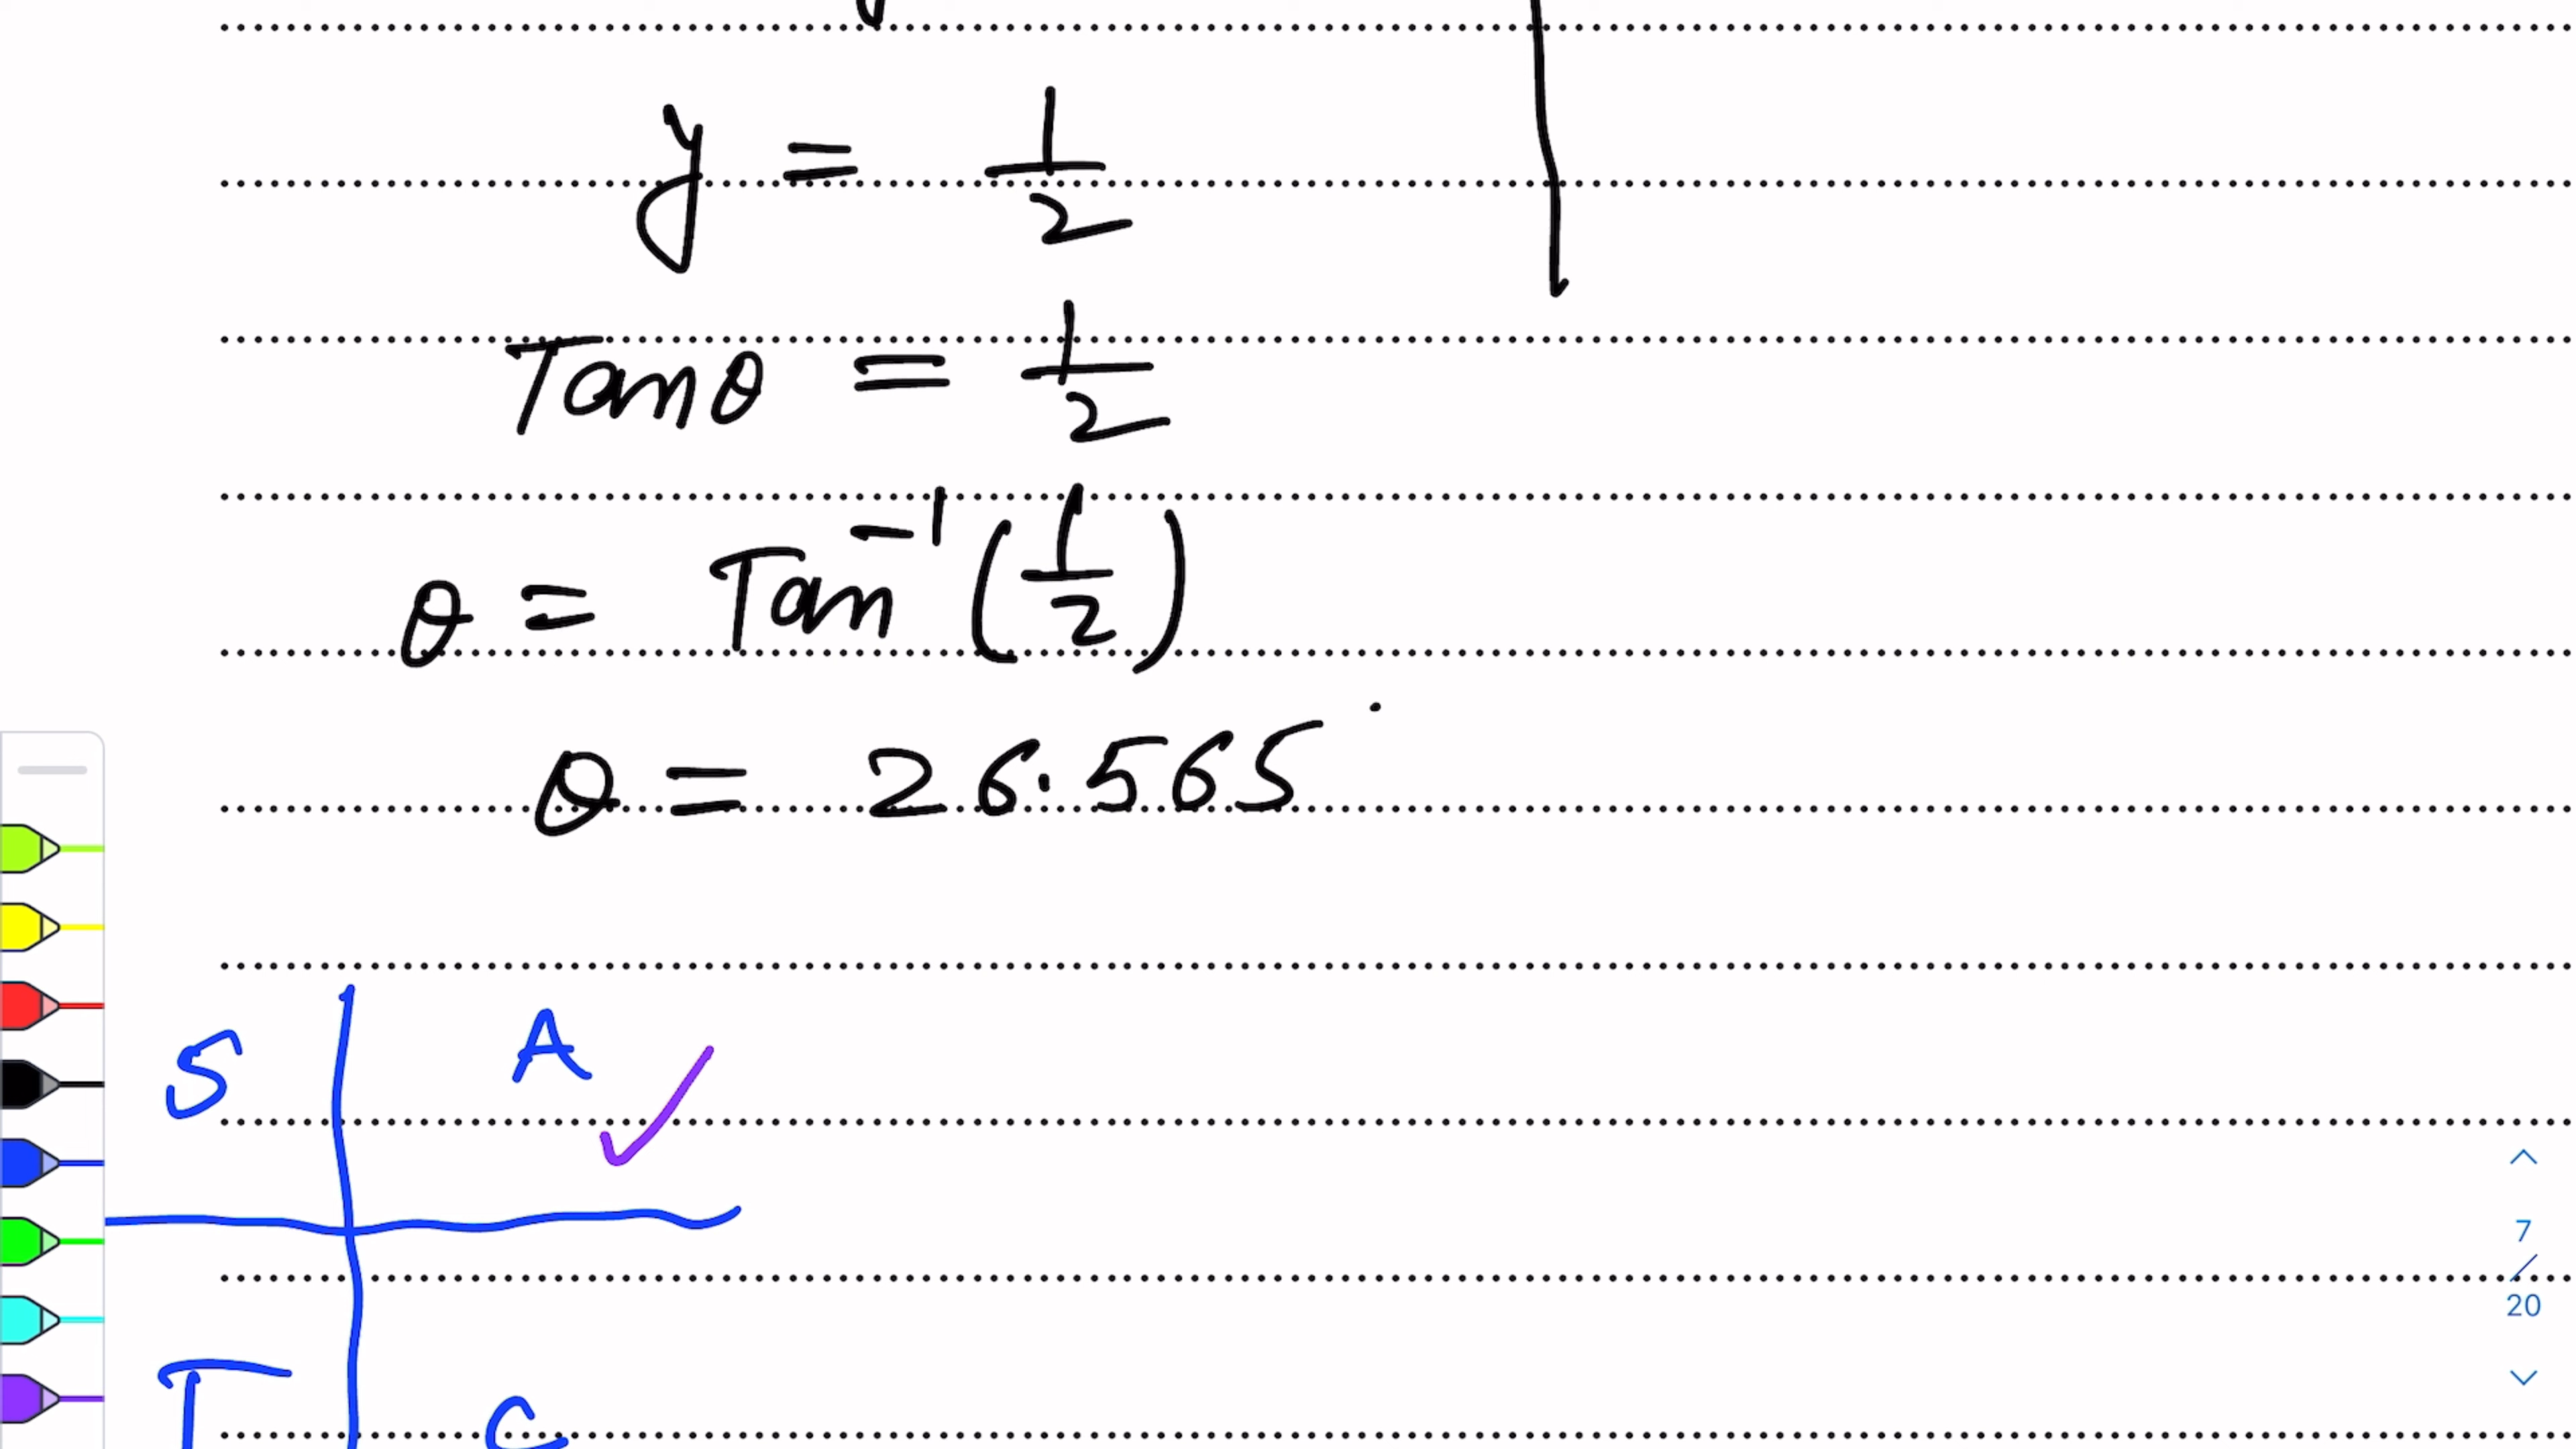 y = 1/2
Tanθ = 1/2
θ = Tan⁻¹(1/2)
θ = 26.565°
S A ✓
T C
7
/
20